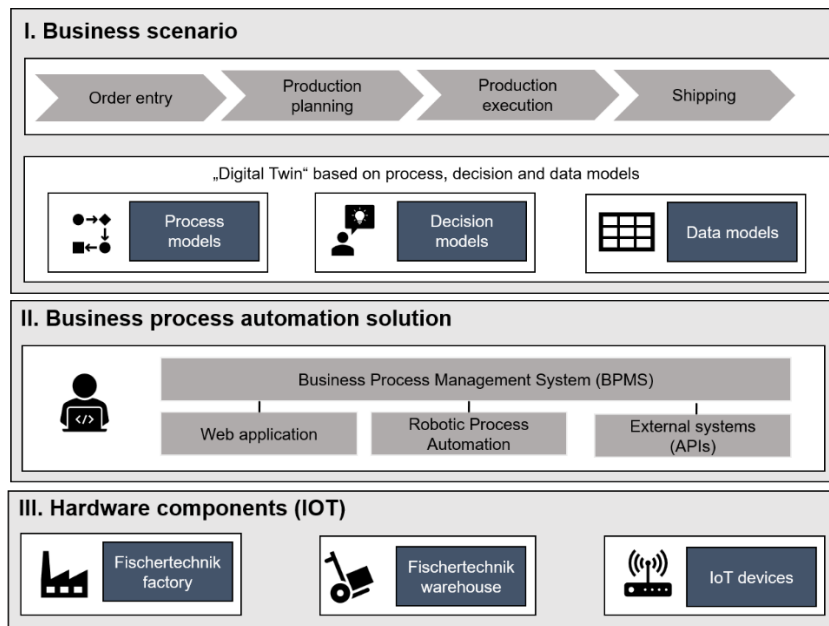 I. Business scenario
Order entry
Production
planning
Production
execution
Shipping
„Digital Twin“ based on process, decision and data models
Process
models
Decision
models
Data models
II. Business process automation solution
Business Process Management System (BPMS)
</>
Web application
Robotic Process
Automation
External systems
(APIs)
III. Hardware components (IOT)
Fischertechnik
factory
Fischertechnik
warehouse
IoT devices